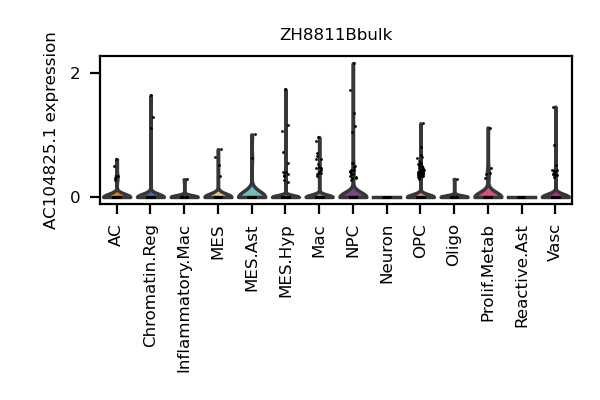 ZH8811Bbulk
AC104825.1 expression
2
0
AC
Chromatin.Reg
Inflammatory.Mac
MES
MES.Ast
MES.Hyp
Mac
NPC
Neuron
OPC
Oligo
Prolif.Metab
Reactive.Ast
Vasc